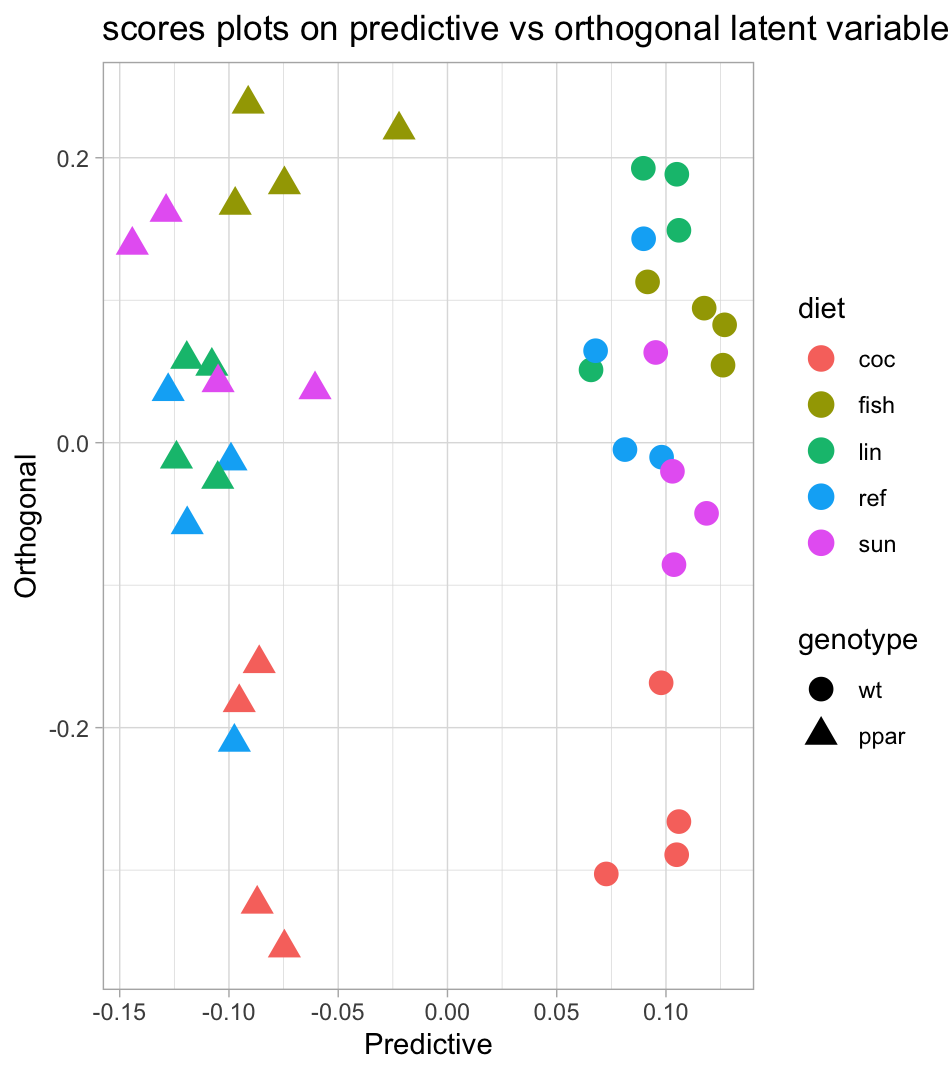 scores plots on predictive vs orthogonal latent variable
0.2
0.0
-0.2
Orthogonal
-0.15
-0.10
-0.05
0.00
0.05
0.10
Predictive
diet
coc
fish
lin
ref
sun
genotype
wt
ppar